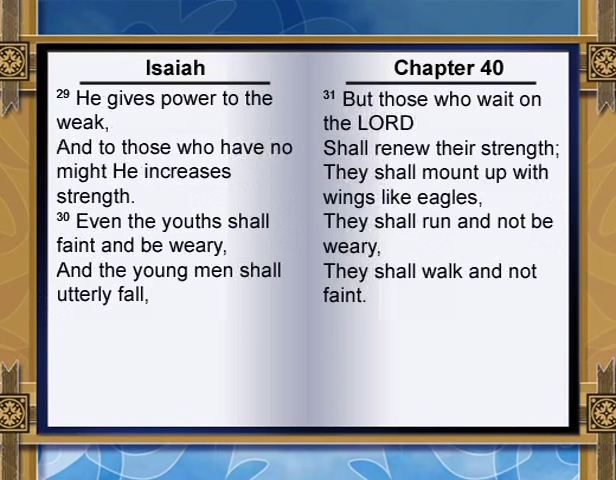 Isaiah
29 He gives power to the
weak,
And to those who have no
might He increases
strength.
30 Even the youths shall
faint and be weary,
And the young men shall
utterly fall,
Chapter 40
31 But those who wait on
the LORD
Shall renew their strength;
They shall mount up with
wings like eagles,
They shall run and not be
weary,
They shall walk and not
faint.